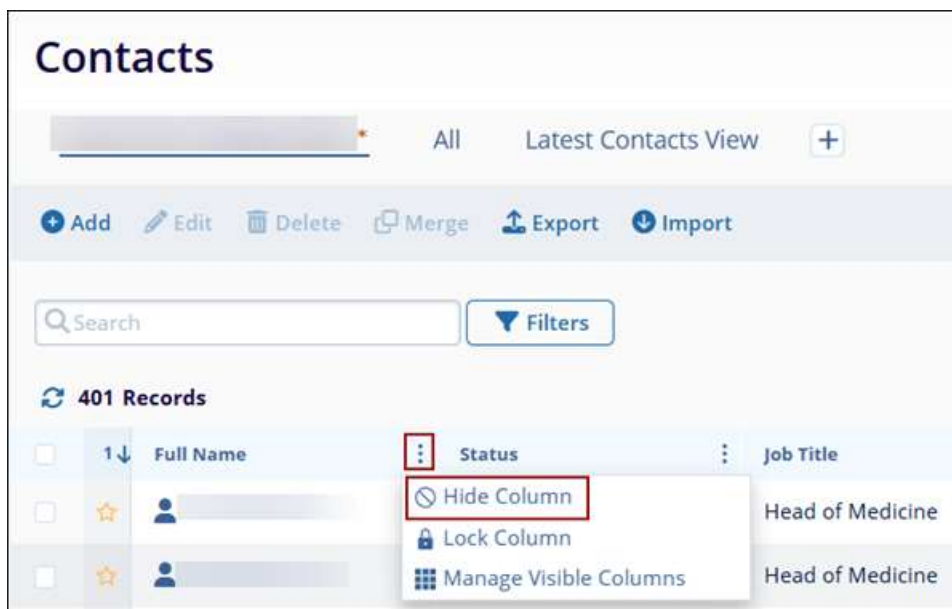 Contacts
* All Latest Contacts View +
Add Edit Delete Merge Export Import
Search Filters
401 Records
1 Full Name Status Job Title
Hide Column
Head of Medicine
Lock Column
Manage Visible Columns
Head of Medicine